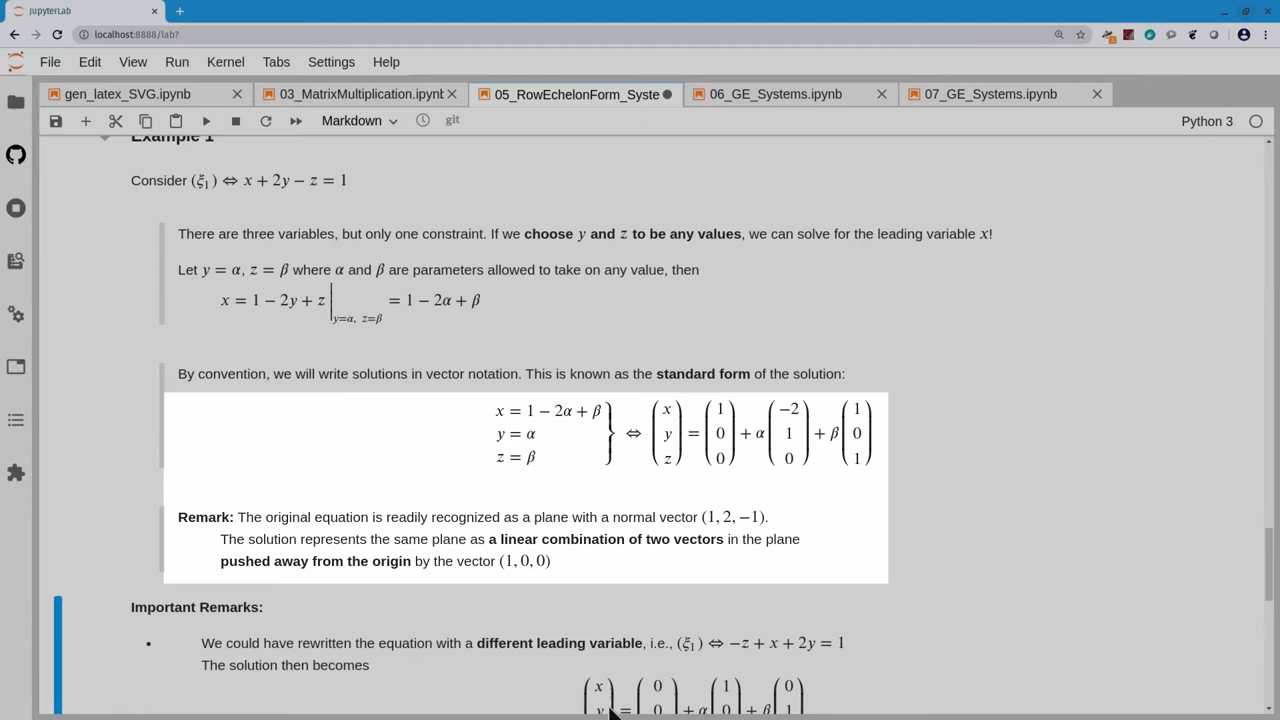 JupyterLab
localhost:8888/lab?
File Edit View Run Kernel Tabs Settings Help
gen_latex_SVG.ipynb 03_MatrixMultiplication.ipynb 05_RowEchelonForm_Syste 06_GE_Systems.ipynb 07_GE_Systems.ipynb
Markdown git Python 3
Example 1
Consider (ξ₁) ⇔ x + 2y − z = 1
There are three variables, but only one constraint. If we choose y and z to be any values, we can solve for the leading variable x!
Let y = α, z = β where α and β are parameters allowed to take on any value, then
x = 1 − 2y + z |y=α, z=β = 1 − 2α + β
By convention, we will write solutions in vector notation. This is known as the standard form of the solution:
x = 1 − 2α + β
y = α
z = β
} ⇔ (x y z) = (1 0 0) + α (−2 1 0) + β (1 0 1)
Remark: The original equation is readily recognized as a plane with a normal vector (1, 2, −1).
The solution represents the same plane as a linear combination of two vectors in the plane
pushed away from the origin by the vector (1, 0, 0)
Important Remarks:
• We could have rewritten the equation with a different leading variable, i.e., (ξ₁) ⇔ −z + x + 2y = 1
The solution then becomes
(x y = (0 0 + α (1 0 + β (0 1